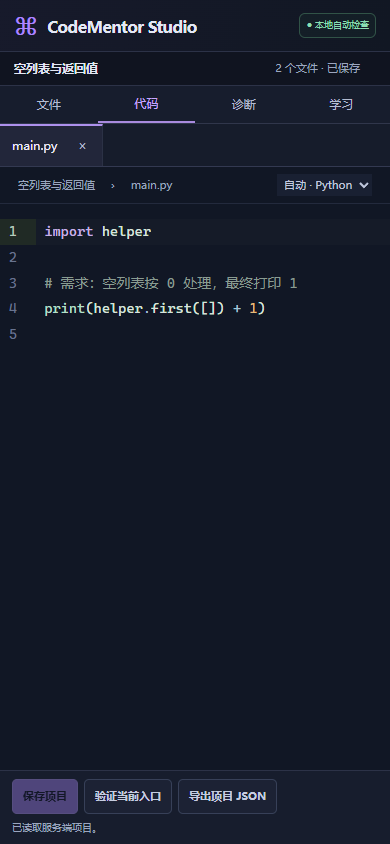 ⌘ CodeMentor Studio
● 本地自动检查
空列表与返回值
2 个文件 · 已保存
文件 代码 诊断 学习
main.py ×
空列表与返回值 › main.py
自动 · Python
1 import helper
2
3 # 需求: 空列表按 0 处理, 最终打印 1
4 print(helper.first([]) + 1)
5
保存项目 验证当前入口 导出项目 JSON
已读取服务端项目。